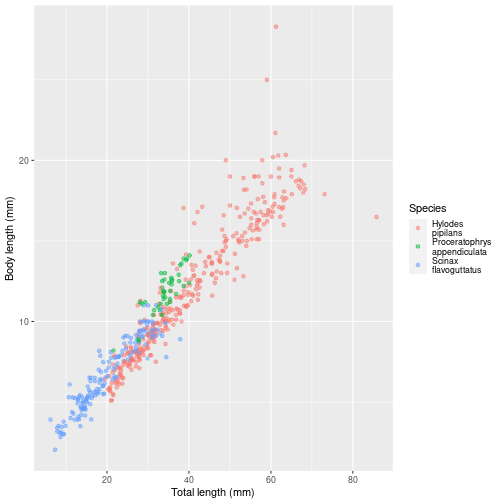 20
10
Body length (mm)
20
40
60
80
Total length (mm)
Species
Hylodes
pipilans
Proceratophrys
appendiculata
Scinax
flavoguttatus